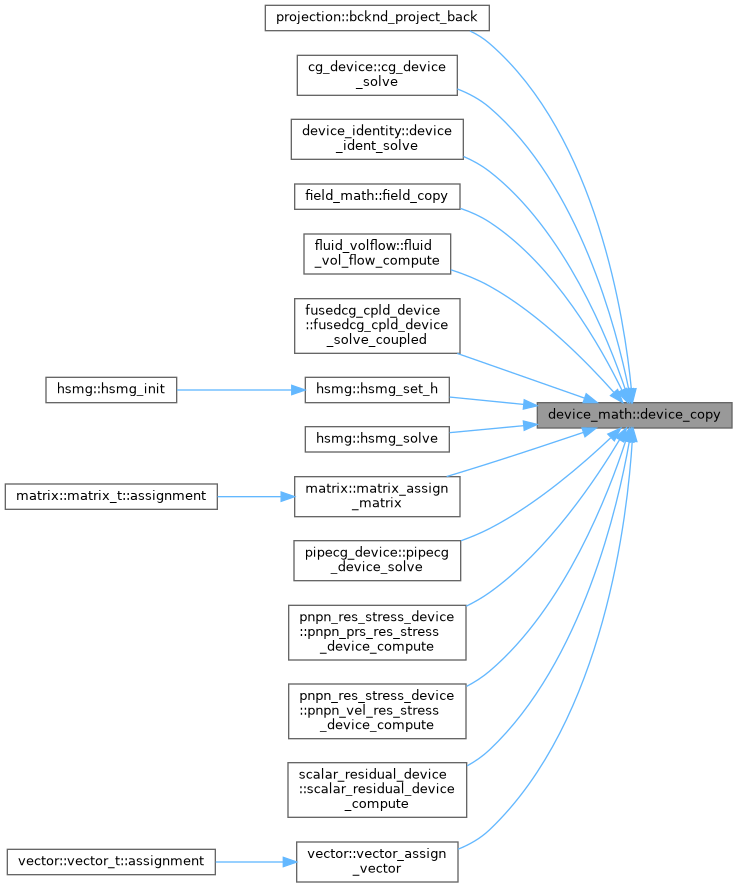 projection::bcknd_project_back
cg_device::cg_device
_solve
device_identity::device
_ident_solve
field_math::field_copy
fluid_volflow::fluid
_vol_flow_compute
fusedcg_cpld_device
::fusedcg_cpld_device
_solve_coupled
hsmg::hsmg_init
hsmg::hsmg_set_h
device_math::device_copy
hsmg::hsmg_solve
matrix::matrix_t::assignment
matrix::matrix_assign
_matrix
pipecg_device::pipecg
_device_solve
pnpn_res_stress_device
::pnpn_prs_res_stress
_device_compute
pnpn_res_stress_device
::pnpn_vel_res_stress
_device_compute
scalar_residual_device
::scalar_residual_device
_compute
vector::vector_t::assignment
vector::vector_assign
_vector